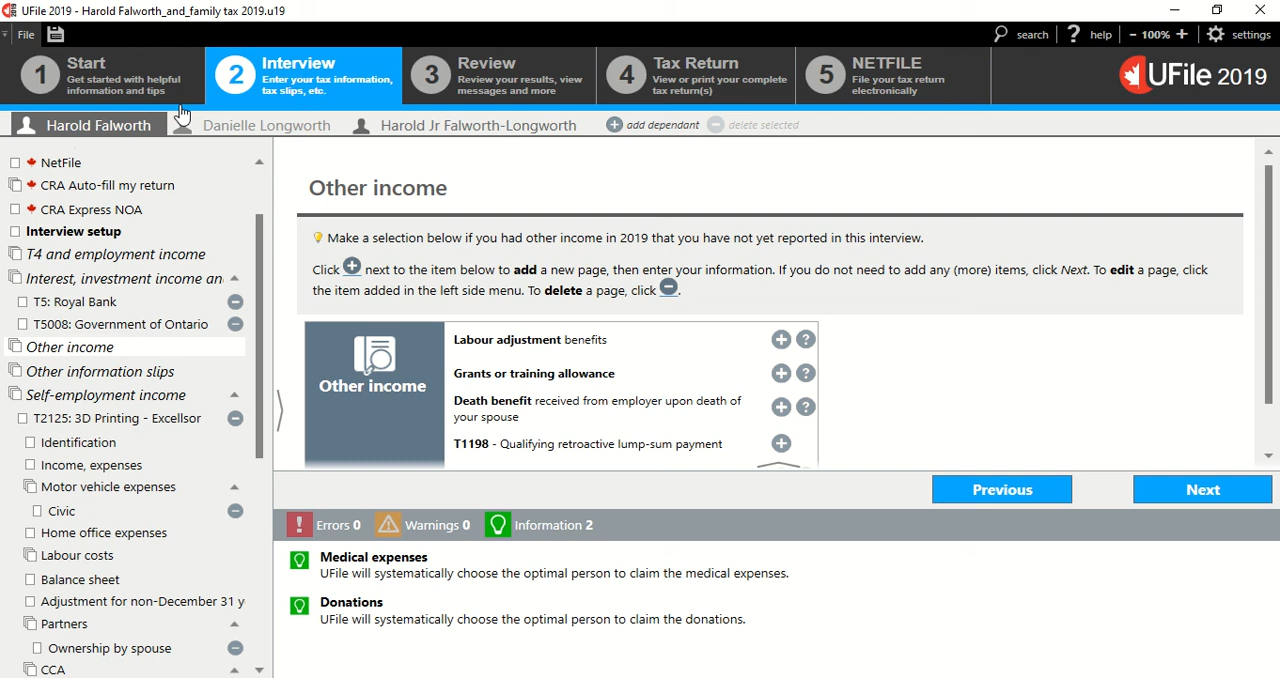 UFile 2019 - Harold Falworth_and_family tax 2019.u19
File
search
? help
- 100% +
settings
1 Start
Get started with helpful
information and tips
2 Interview
Enter your tax information,
tax slips, etc.
3 Review
Review your results, view
messages and more
4 Tax Return
View or print your complete
tax return(s)
5 NETFILE
File your tax return
electronically
UFile 2019
Harold Falworth
Danielle Longworth
Harold Jr Falworth-Longworth
+ add dependant
- delete selected
NetFile
CRA Auto-fill my return
CRA Express NOA
Interview setup
T4 and employment income
Interest, investment income an
T5: Royal Bank
T5008: Government of Ontario
Other income
Other information slips
Self-employment income
T2125: 3D Printing - Excellsor
Identification
Income, expenses
Motor vehicle expenses
Civic
Home office expenses
Labour costs
Balance sheet
Adjustment for non-December 31 y
Partners
Ownership by spouse
CCA
Other income
Make a selection below if you had other income in 2019 that you have not yet reported in this interview.
Click + next to the item below to add a new page, then enter your information. If you do not need to add any (more) items, click Next. To edit a page, click
the item added in the left side menu. To delete a page, click -.
Other income
Labour adjustment benefits + ?
Grants or training allowance + ?
Death benefit received from employer upon death of
your spouse + ?
T1198 - Qualifying retroactive lump-sum payment +
Previous
Next
! Errors 0
Warnings 0
Information 2
Medical expenses
UFile will systematically choose the optimal person to claim the medical expenses.
Donations
UFile will systematically choose the optimal person to claim the donations.